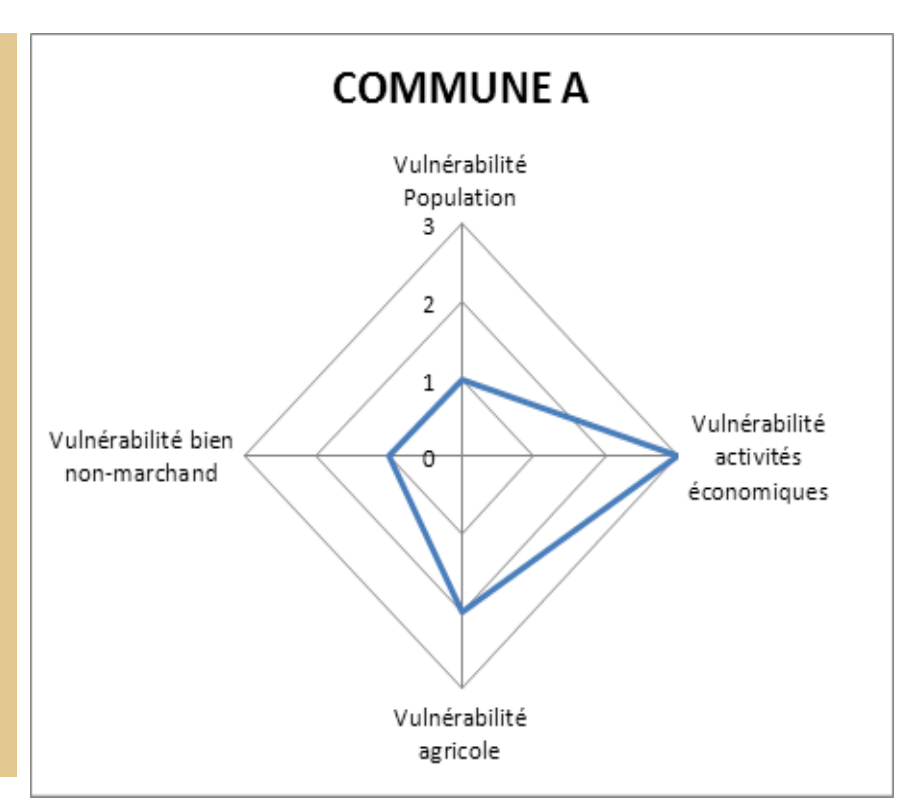 COMMUNE A
Vulnérabilité
Population
3
2
1
0
Vulnérabilité
activités
économiques
Vulnérabilité bien
non-marchand
Vulnérabilité
agricole